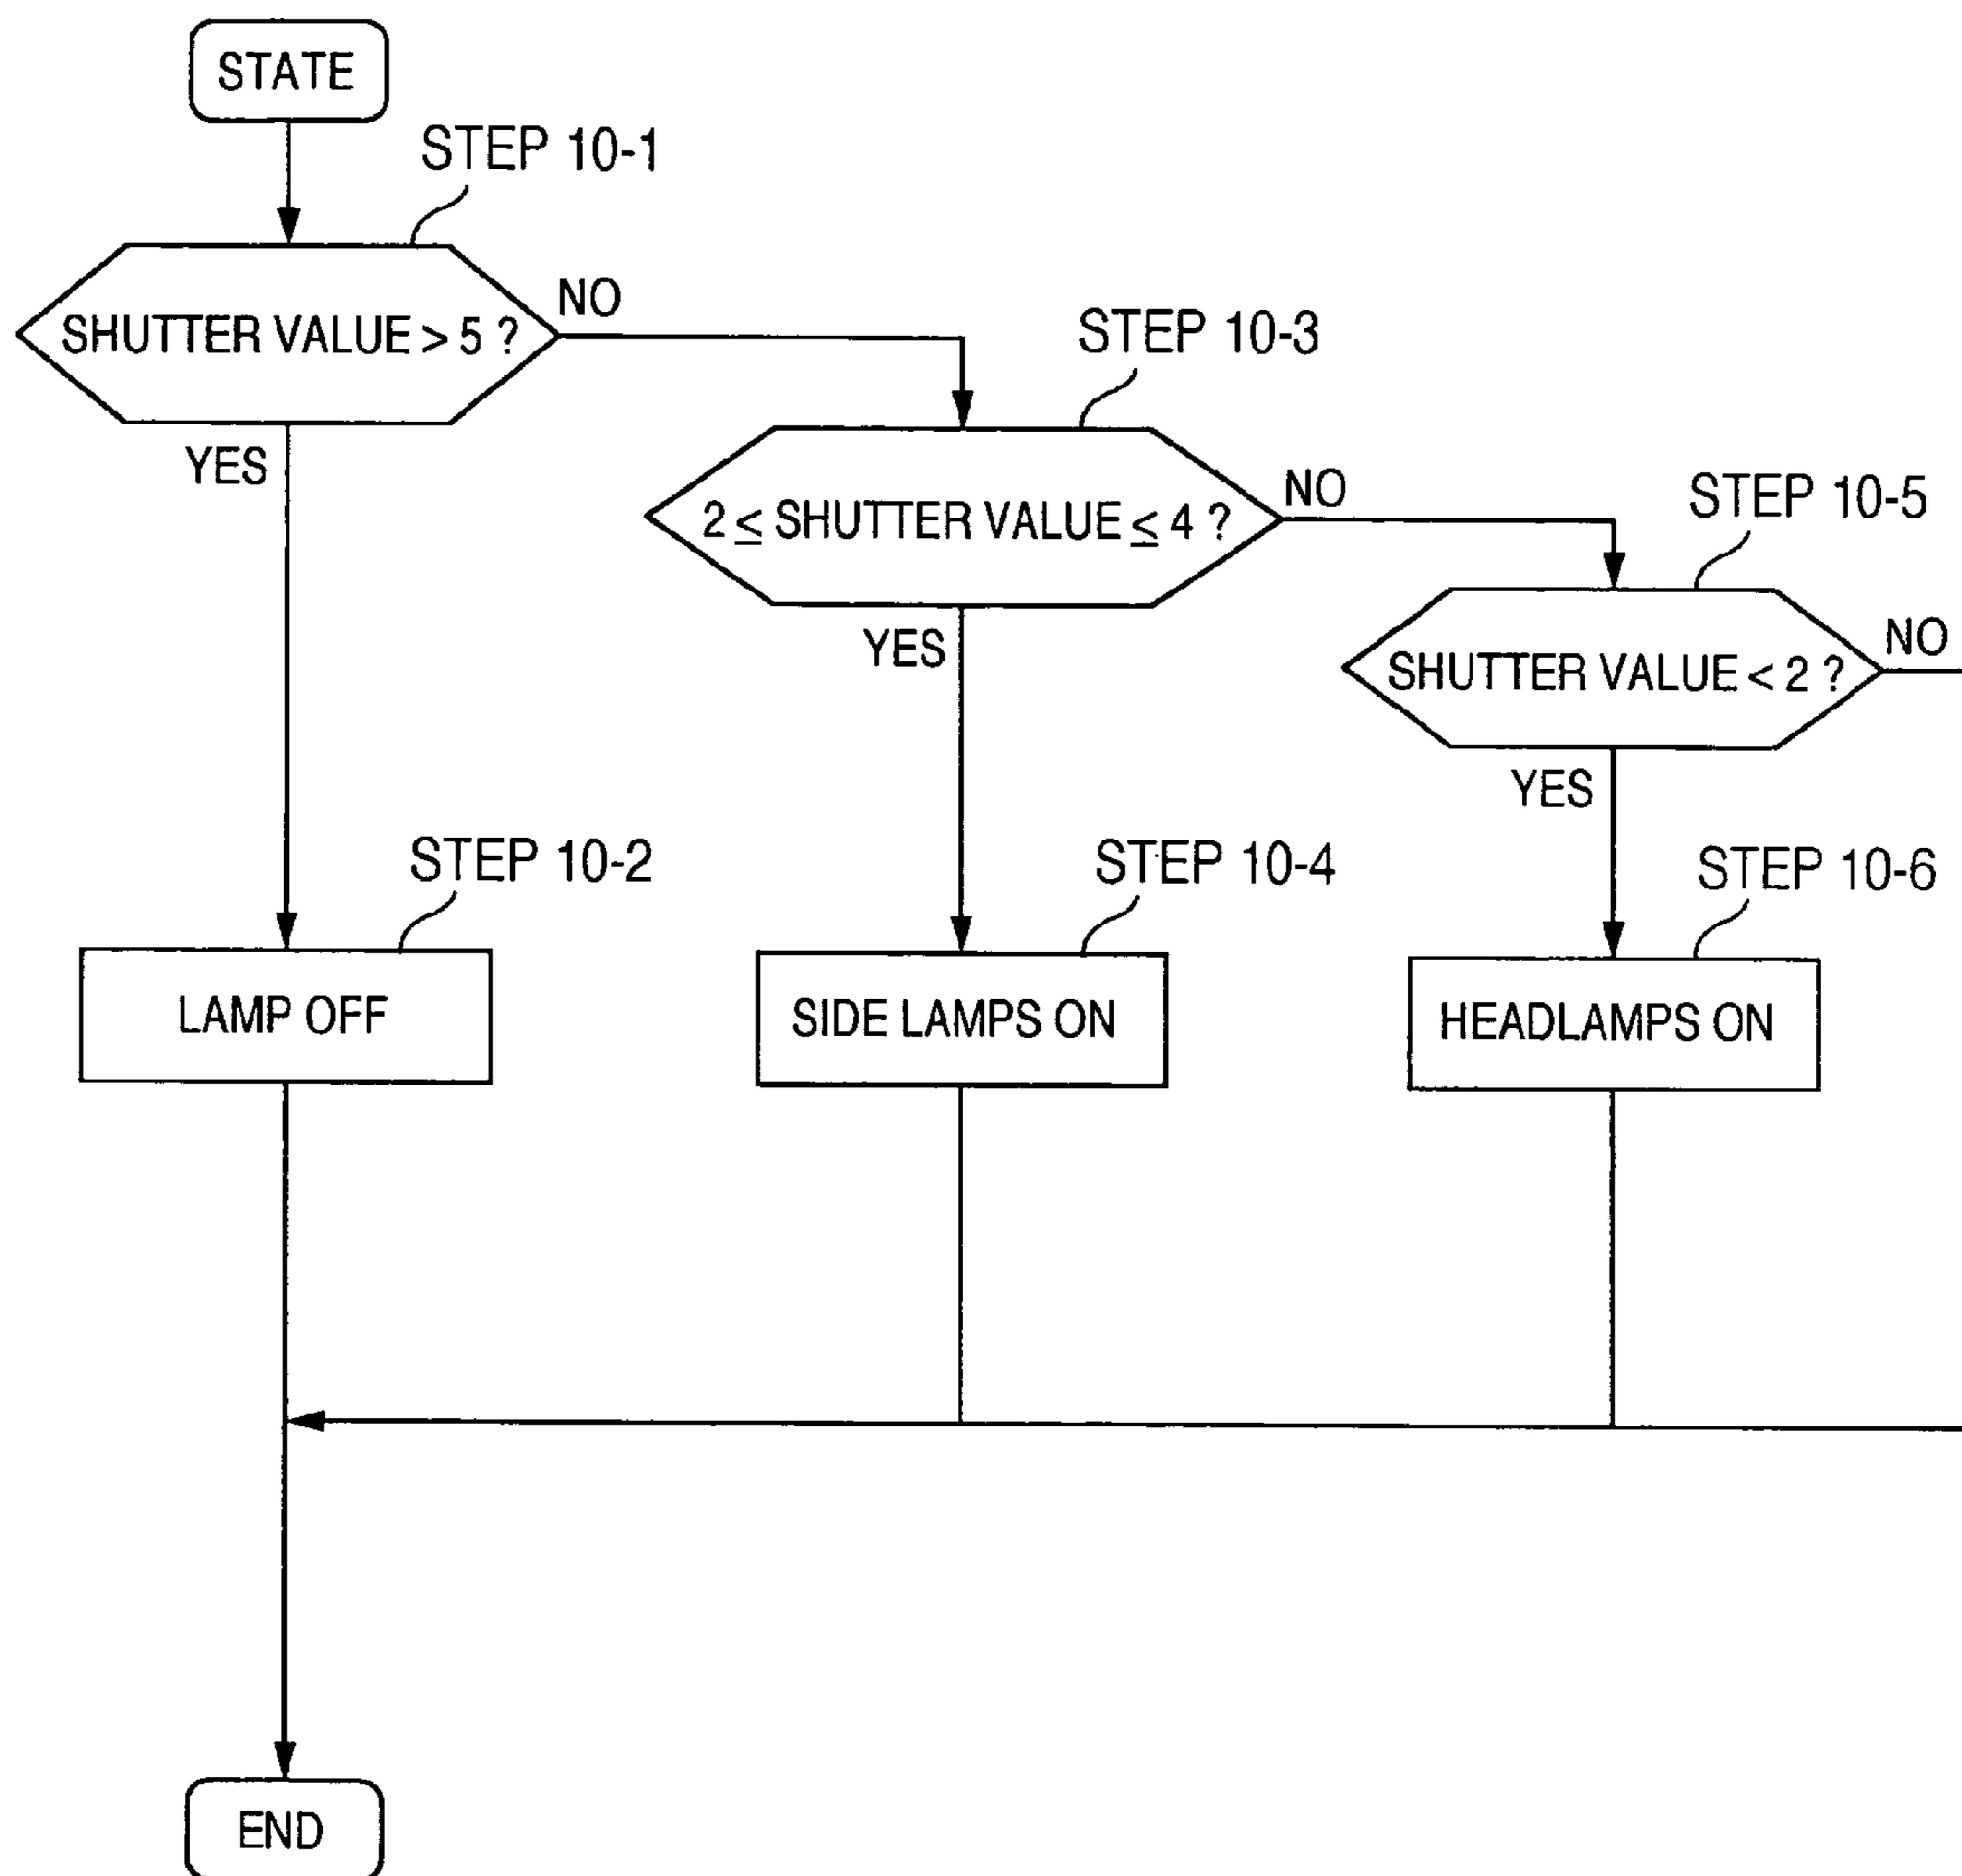 STATE
STEP 10-1
SHUTTER VALUE > 5 ?
NO
YES
STEP 10-3
2 ≤ SHUTTER VALUE ≤ 4 ?
NO
YES
STEP 10-5
SHUTTER VALUE < 2 ?
NO
YES
STEP 10-2
LAMP OFF
STEP 10-4
SIDE LAMPS ON
STEP 10-6
HEADLAMPS ON
END